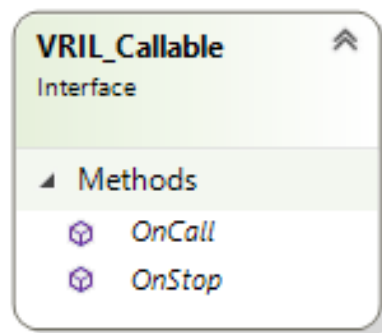 VRIL_Callable
Interface
Methods
OnCall
OnStop